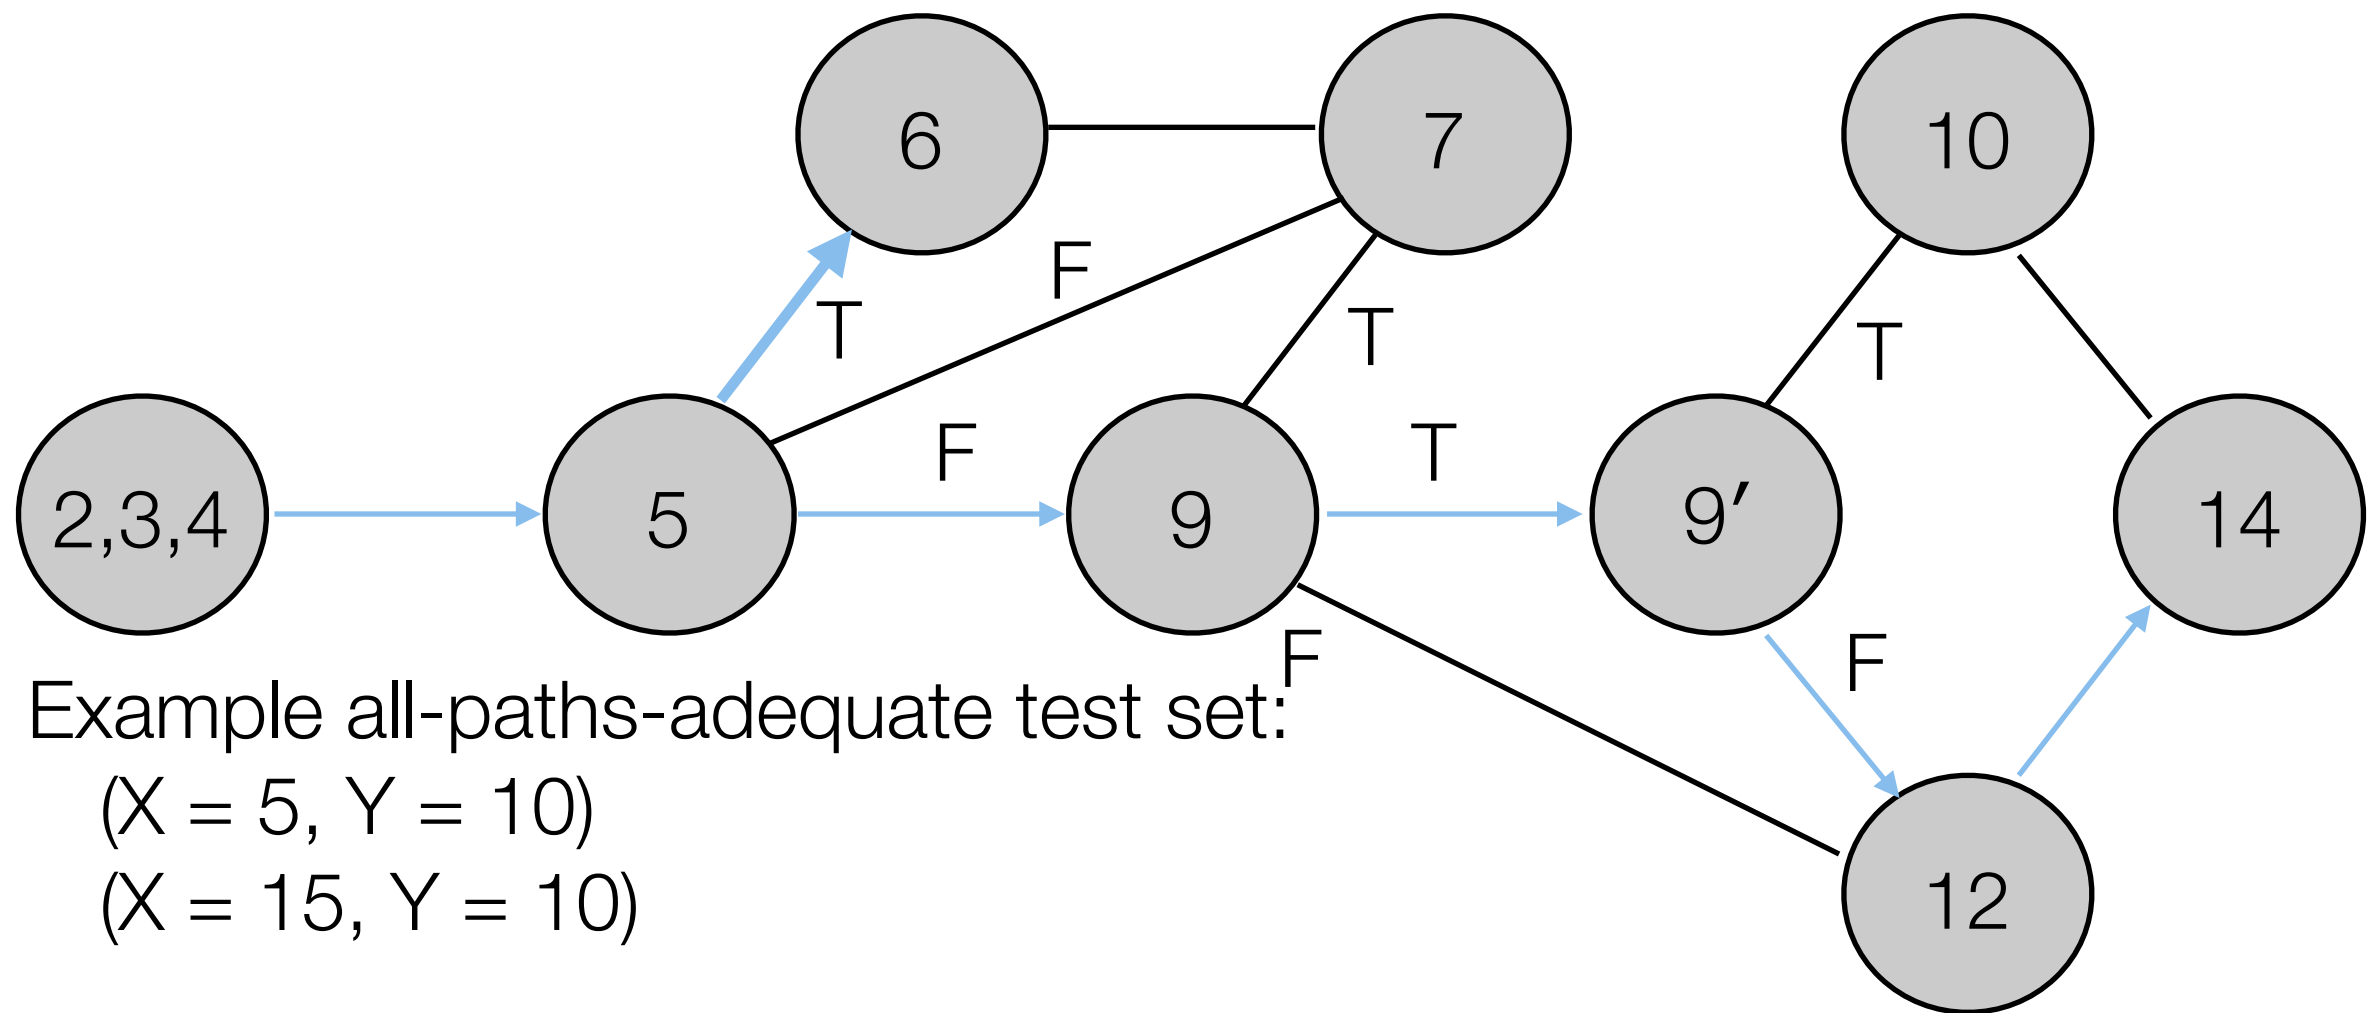 6
7
10
F
T
T
T
F
T
2,3,4
5
9
9′
14
F
F
Example all-paths-adequate test set:
(X = 5, Y = 10)
(X = 15, Y = 10)
12